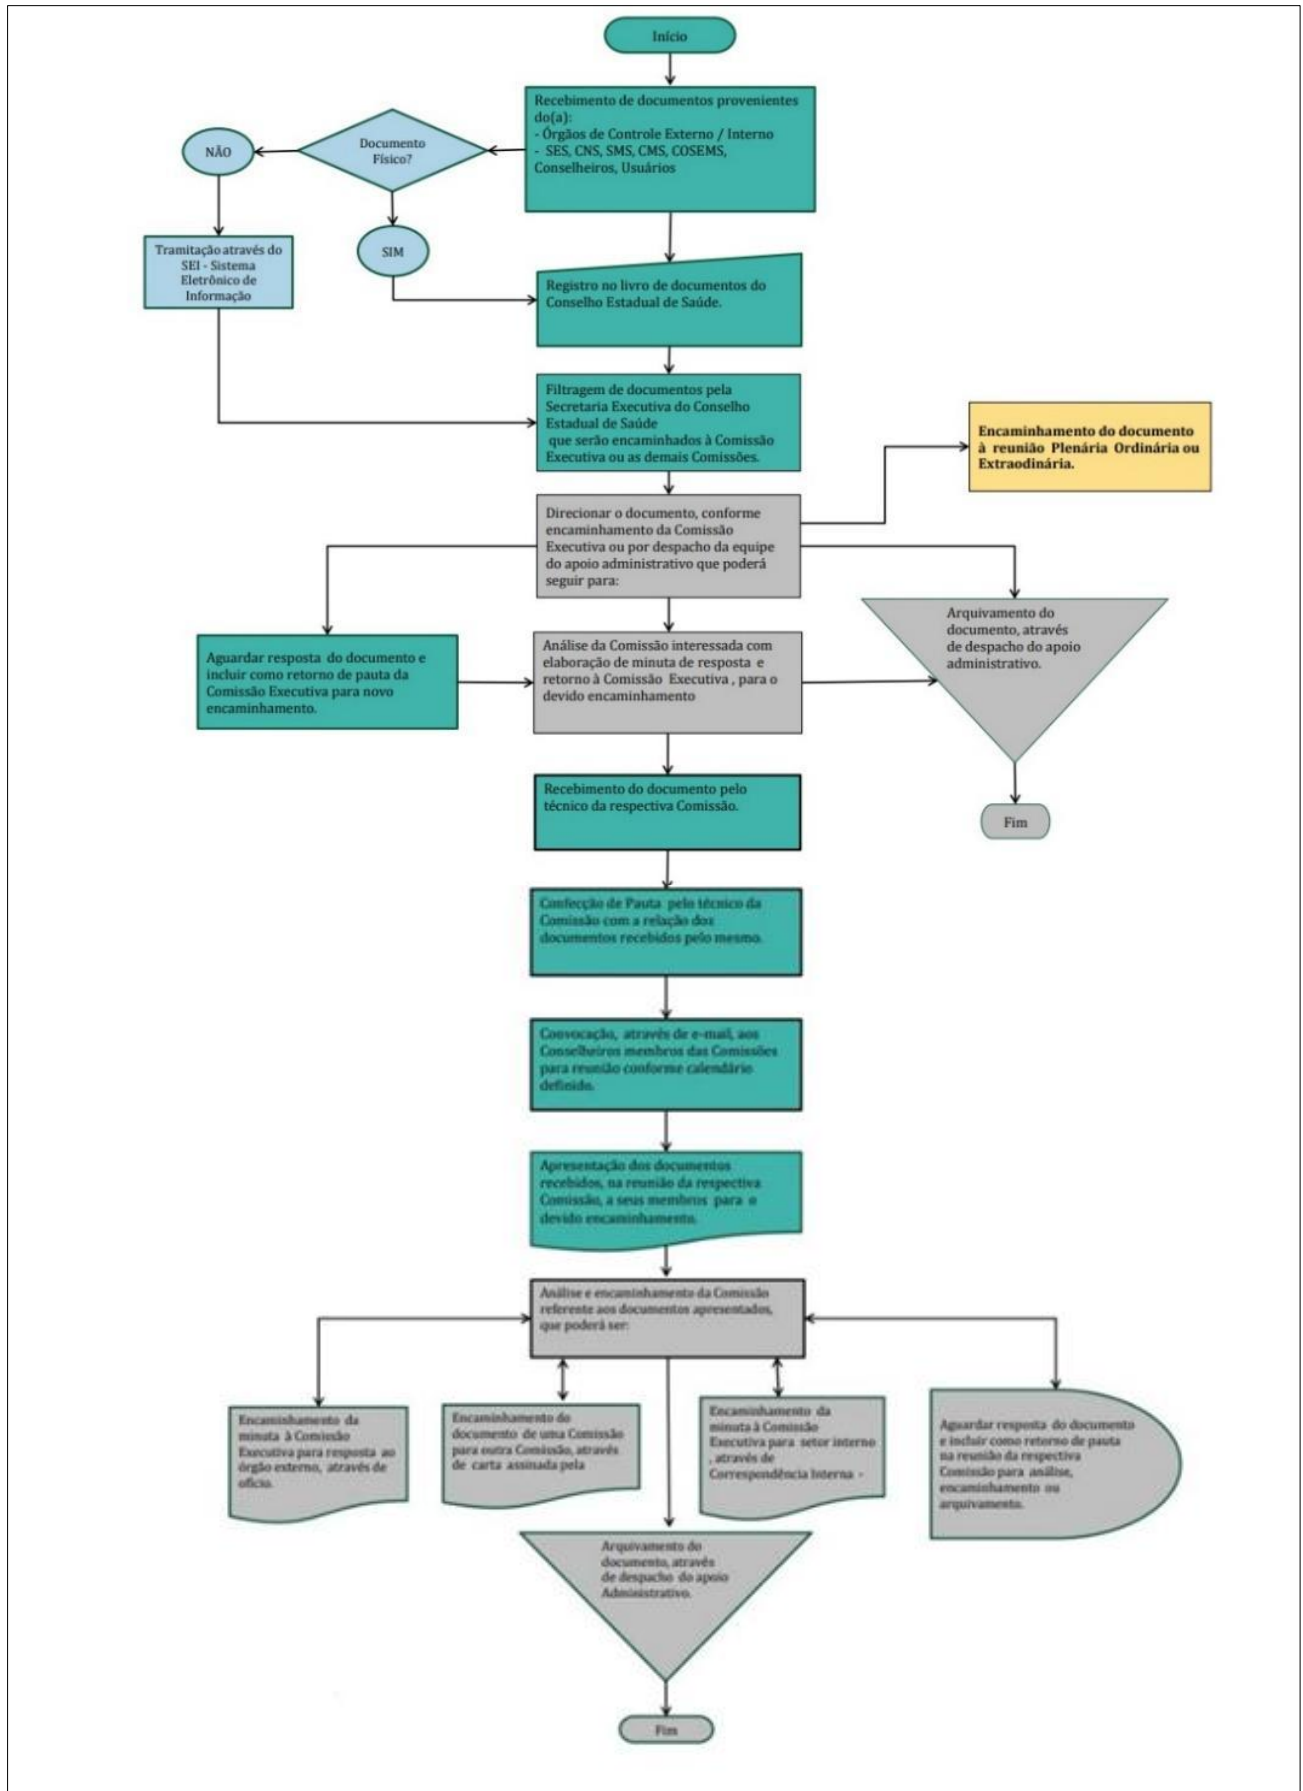 Início
Recebimento de documentos provenientes
do(a):
- Órgãos de Controle Externo / Interno
- SES, CNS, SMS, CMS, COSEMS,
Conselheiros, Usuários
Documento
Físico?
NÃO
SIM
Tramitação através do
SEI - Sistema
Eletrônico de
Informação
Registro no livro de documentos do
Conselho Estadual de Saúde.
Filtragem de documentos pela
Secretaria Executiva do Conselho
Estadual de Saúde
que serão encaminhados à Comissão
Executiva ou as demais Comissões.
Encaminhamento do documento
à reunião Plenária Ordinária ou
Extraodinária.
Direcionar o documento, conforme
encaminhamento da Comissão
Executiva ou por despacho da equipe
do apoio administrativo que poderá
seguir para:
Arquivamento do
documento, através
de despacho do apoio
administrativo.
Aguardar resposta do documento e
incluir como retorno de pauta da
Comissão Executiva para novo
encaminhamento.
Análise da Comissão interessada com
elaboração de minuta de resposta e
retorno à Comissão Executiva , para o
devido encaminhamento
Recebimento do documento pelo
técnico da respectiva Comissão.
Fim
Confecção de Pauta pelo técnico da
Comissão com a relação dos
documentos recebidos pelo mesmo.
Convocação, através de e-mail, aos
Conselheiros membros das Comissões
para reunião conforme calendário
definido.
Apresentação dos documentos
recebidos, na reunião da respectiva
Comissão, a seus membros para o
devido encaminhamento.
Análise e encaminhamento da Comissão
referente aos documentos apresentados,
que poderá ser:
Encaminhamento da
minuta à Comissão
Executiva para resposta ao
órgão externo, através de
ofício.
Encaminhamento do
documento de uma Comissão
para outra Comissão, através
de carta assinada pela
Encaminhamento da
minuta à Comissão
Executiva para setor interno
, através de
Correspondência Interna -
Aguardar resposta do documento
e incluir como retorno de pauta
na reunião da respectiva
Comissão para análise,
encaminhamento ou
arquivamento.
Arquivamento do
documento, através
de despacho do apoio
Administrativo.
Fim